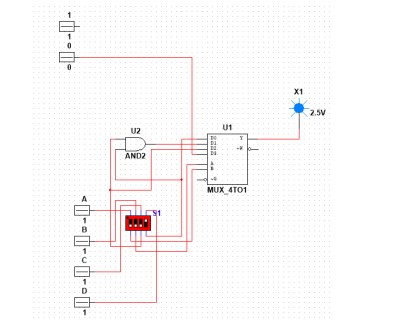 1
1
0
0
X1
2.5V
U2
AND2
U1
D0
D1
D2
D3
Y
~W
A
B
~G
MUX_4TO1
A
1
S1
B
1
C
1
D
1